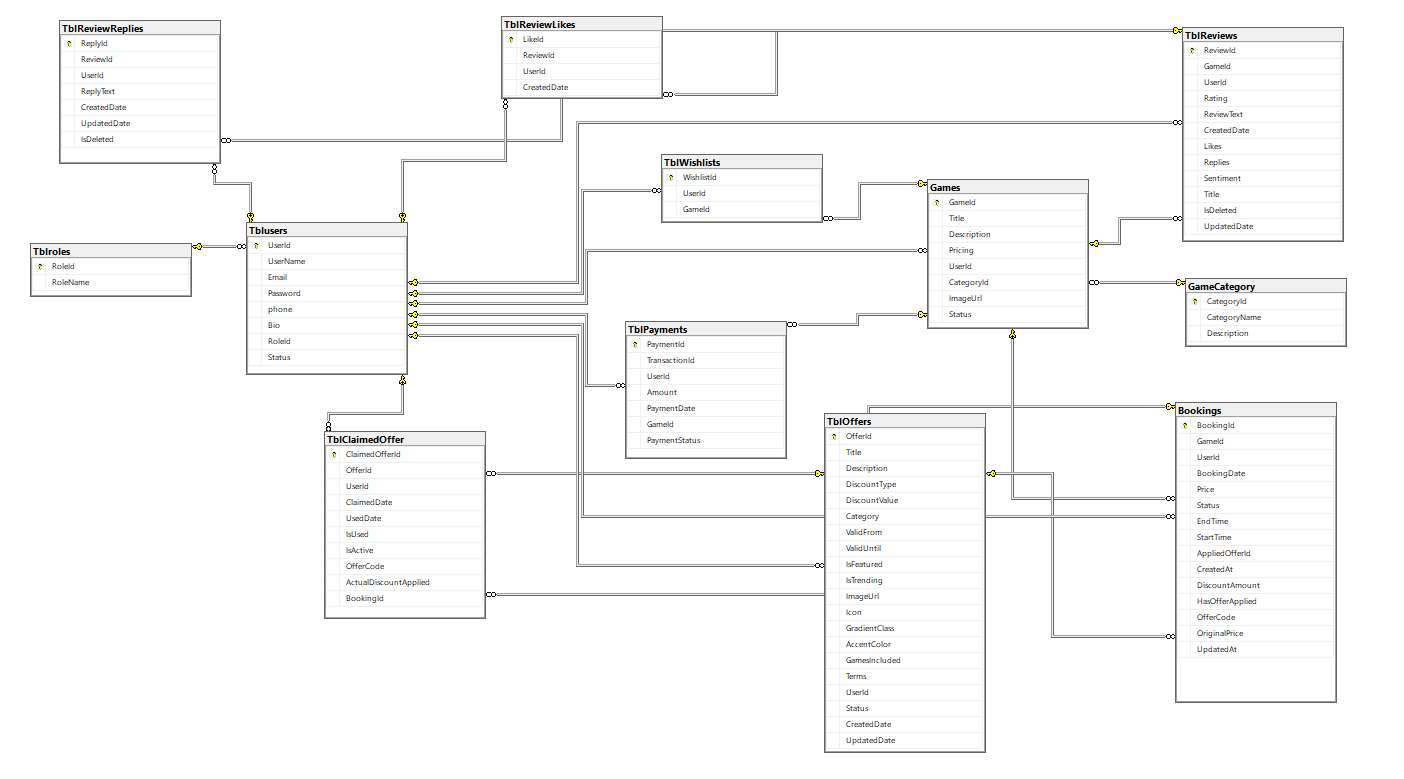 TblReviewReplies
ReplyId
ReviewId
UserId
ReplyText
CreatedDate
UpdatedDate
IsDeleted
TblReviewLikes
LikeId
ReviewId
UserId
CreatedDate
TblReviews
ReviewId
GameId
UserId
Rating
ReviewText
CreatedDate
Likes
Replies
Sentiment
Title
IsDeleted
UpdatedDate
TblWishlists
WishlistId
UserId
GameId
Games
GameId
Title
Description
Pricing
UserId
CategoryId
ImageUrl
Status
Tblusers
UserId
UserName
Email
Password
phone
Bio
RoleId
Status
Tblroles
RoleId
RoleName
GameCategory
CategoryId
CategoryName
Description
TblPayments
PaymentId
TransactionId
UserId
Amount
PaymentDate
GameId
PaymentStatus
TblClaimedOffer
ClaimedOfferId
OfferId
UserId
ClaimedDate
UsedDate
IsUsed
IsActive
OfferCode
ActualDiscountApplied
BookingId
TblOffers
OfferId
Title
Description
DiscountType
DiscountValue
Category
ValidFrom
ValidUntil
IsFeatured
IsTrending
ImageUrl
Icon
GradientClass
AccentColor
GamesIncluded
Terms
UserId
Status
CreatedDate
UpdatedDate
Bookings
BookingId
GameId
UserId
BookingDate
Price
Status
EndTime
StartTime
AppliedOfferId
CreatedAt
DiscountAmount
HasOfferApplied
OfferCode
OriginalPrice
UpdatedAt